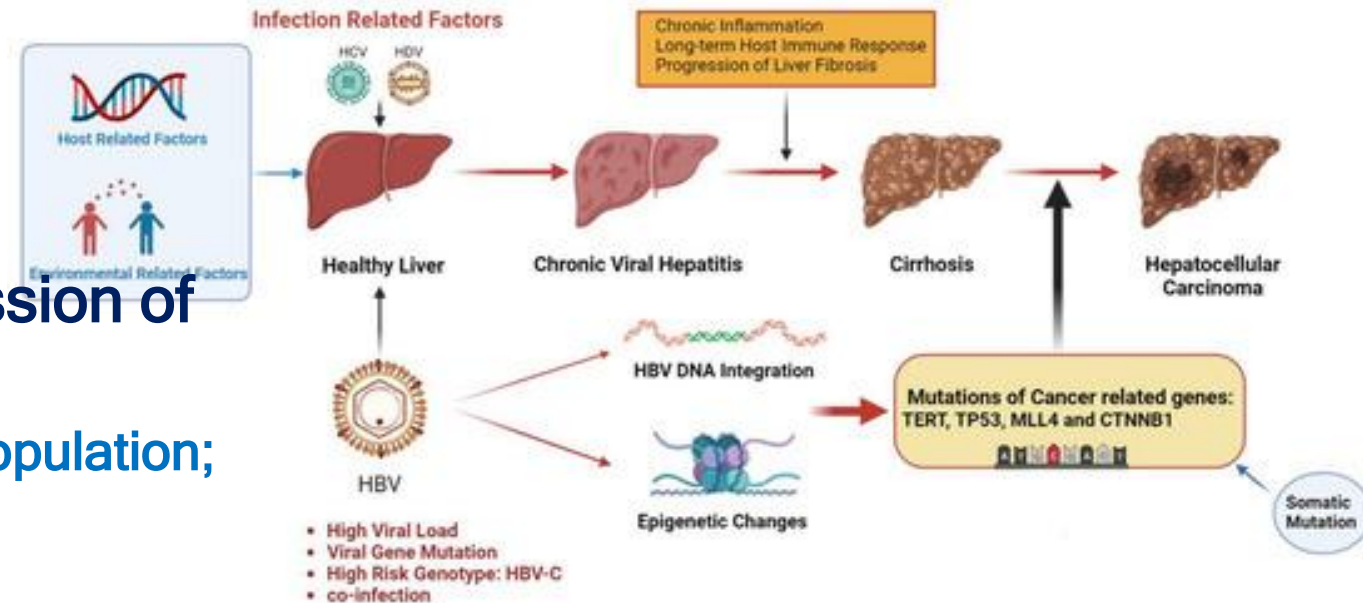 Infection Related Factors
HCV
HDV
Chronic Inflammation
Long-term Host Immune Response
Progression of Liver Fibrosis
Host Related Factors
Environmental Related Factors
Healthy Liver
Chronic Viral Hepatitis
Cirrhosis
Hepatocellular
Carcinoma
ssion of
opulation;
HBV
HBV DNA Integration
Epigenetic Changes
Mutations of Cancer related genes:
TERT, TP53, MLL4 and CTNNB1
Somatic
Mutation
• High Viral Load
• Viral Gene Mutation
• High Risk Genotype: HBV-C
• co-infection